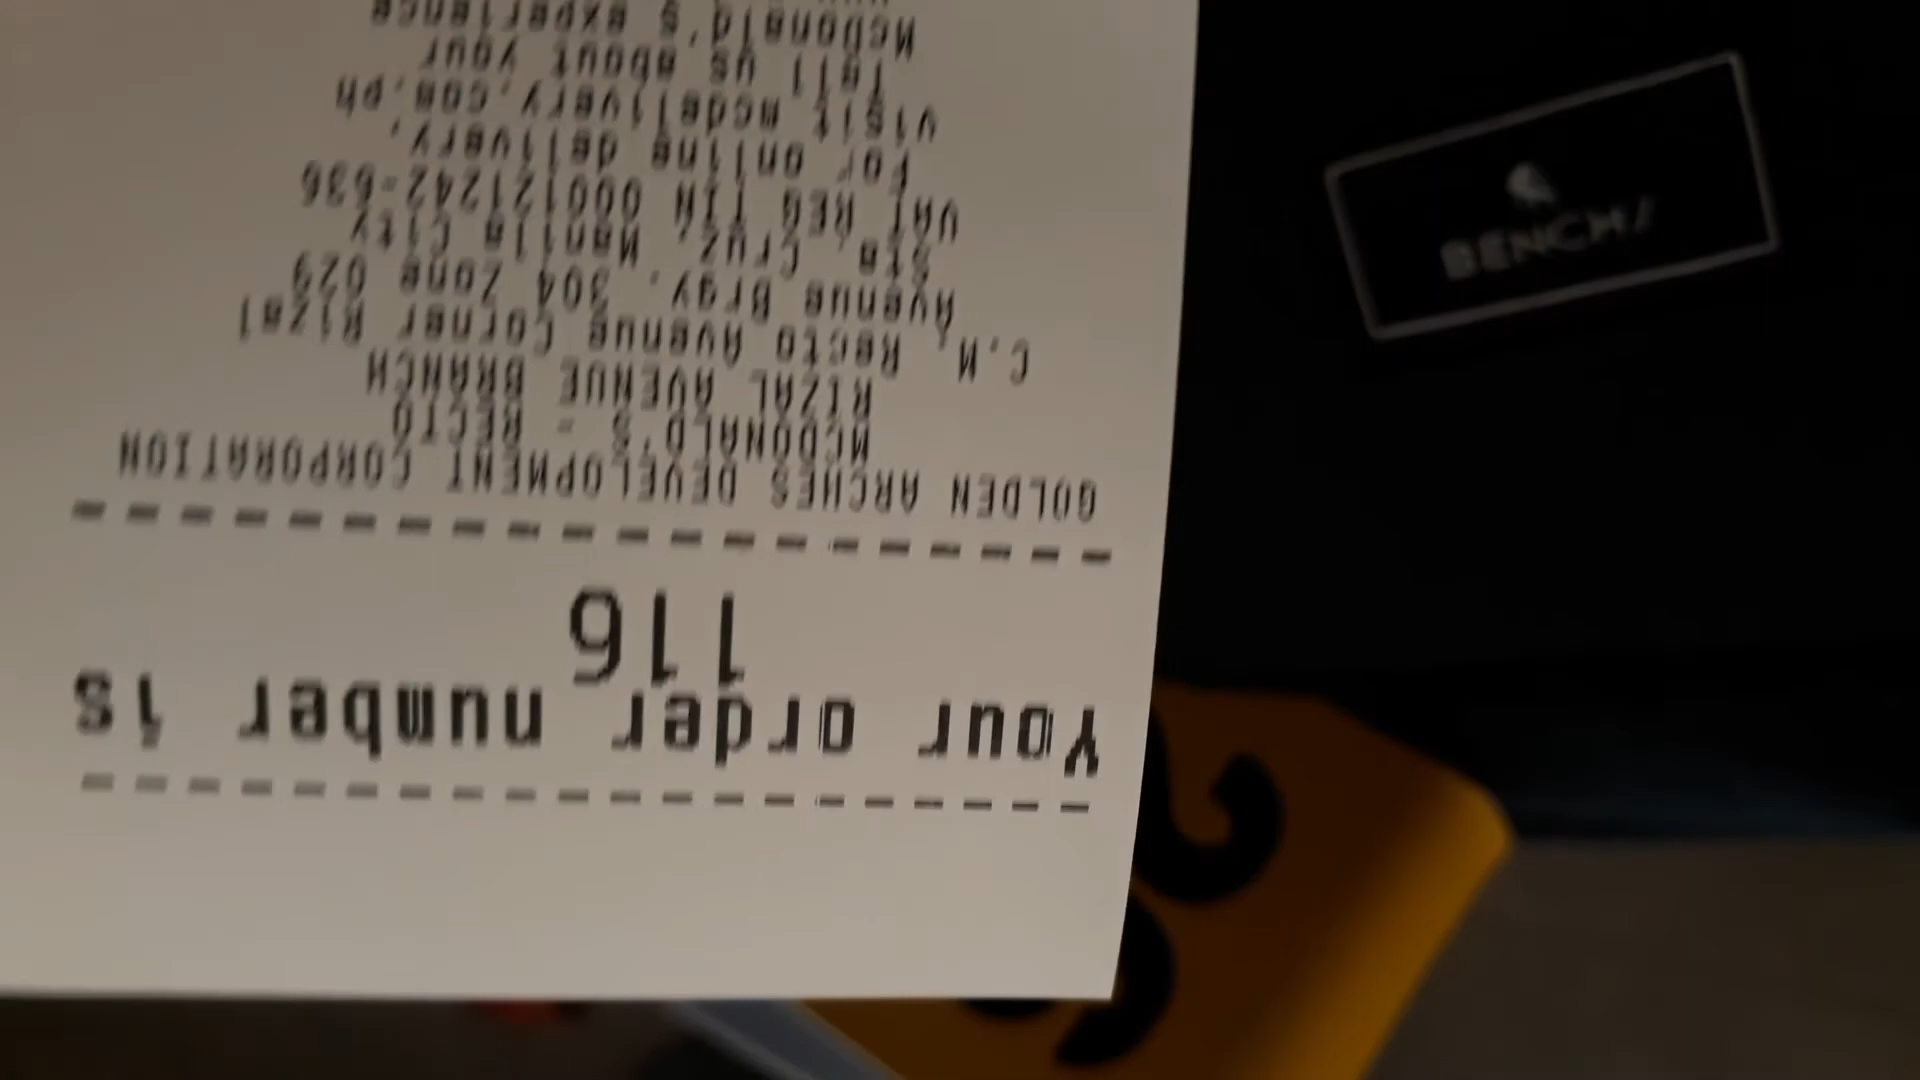 Your order number is
116
GOLDEN ARCHES DEVELOPMENT CORPORATION
MCDONALD'S - RECTO
RIZAL AVENUE BRANCH
C.M. Recto Avenue Corner Rizal
Avenue Brgy. 304 Zone 029
Sta. Cruz, Manila City
VAT REG TIN 000121242-636
For online delivery,
visit mcdelivery.com.ph
Tell us about your
McDonald's experience
BENCH/